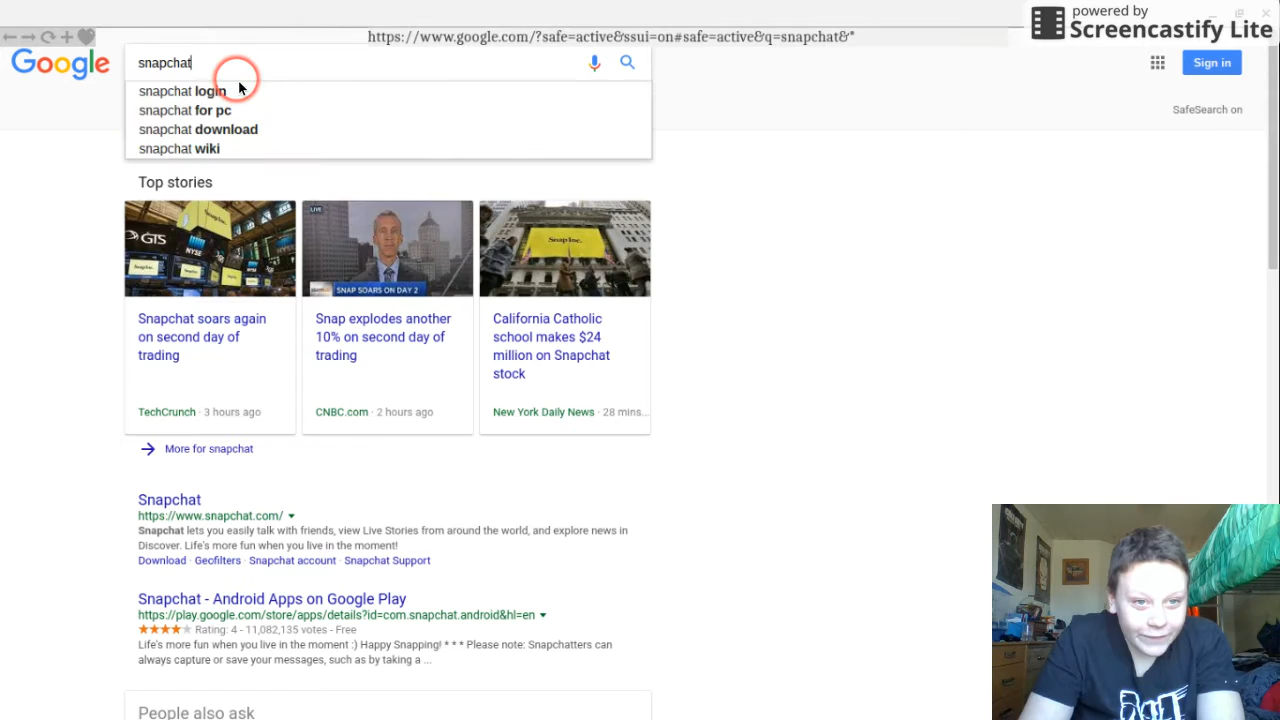 powered by
Screencastify Lite
https://www.google.com/?safe=active&ssui=on#safe=active&q=snapchat&*
Google
snapchat
Sign in
snapchat login
snapchat for pc
snapchat download
snapchat wiki
SafeSearch on
Top stories
Snap Inc.
GTS
NYSE
LIVE
SNAP SOARS ON DAY 2
Snap Inc.
Snapchat soars again
on second day of
trading
TechCrunch · 3 hours ago
Snap explodes another
10% on second day of
trading
CNBC.com · 2 hours ago
California Catholic
school makes $24
million on Snapchat
stock
New York Daily News · 28 mins...
More for snapchat
Snapchat
https://www.snapchat.com/
Snapchat lets you easily talk with friends, view Live Stories from around the world, and explore news in
Discover. Life's more fun when you live in the moment!
Download · Geofilters · Snapchat account · Snapchat Support
Snapchat - Android Apps on Google Play
https://play.google.com/store/apps/details?id=com.snapchat.android&hl=en
Rating: 4 - 11,082,135 votes - Free
Life's more fun when you live in the moment :) Happy Snapping! * * * Please note: Snapchatters can
always capture or save your messages, such as by taking a ...
People also ask